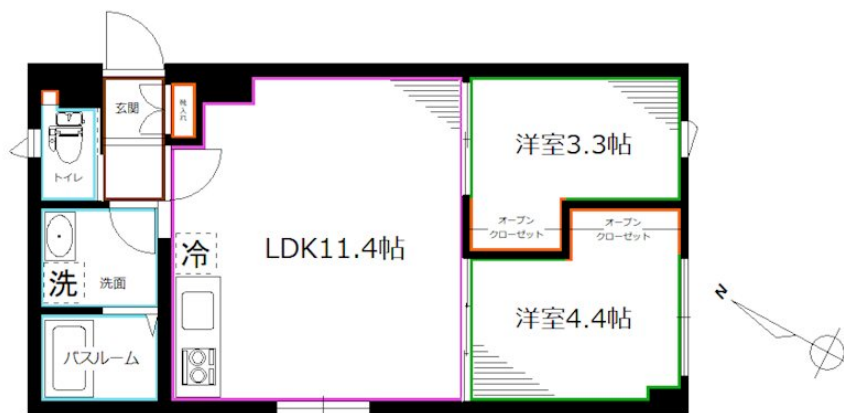 玄関
靴入れ
トイレ
洋室3.3帖
オープン
クローゼット
オープン
クローゼット
LDK11.4帖
冷
洗
洗面
洋室4.4帖
バスルーム
N